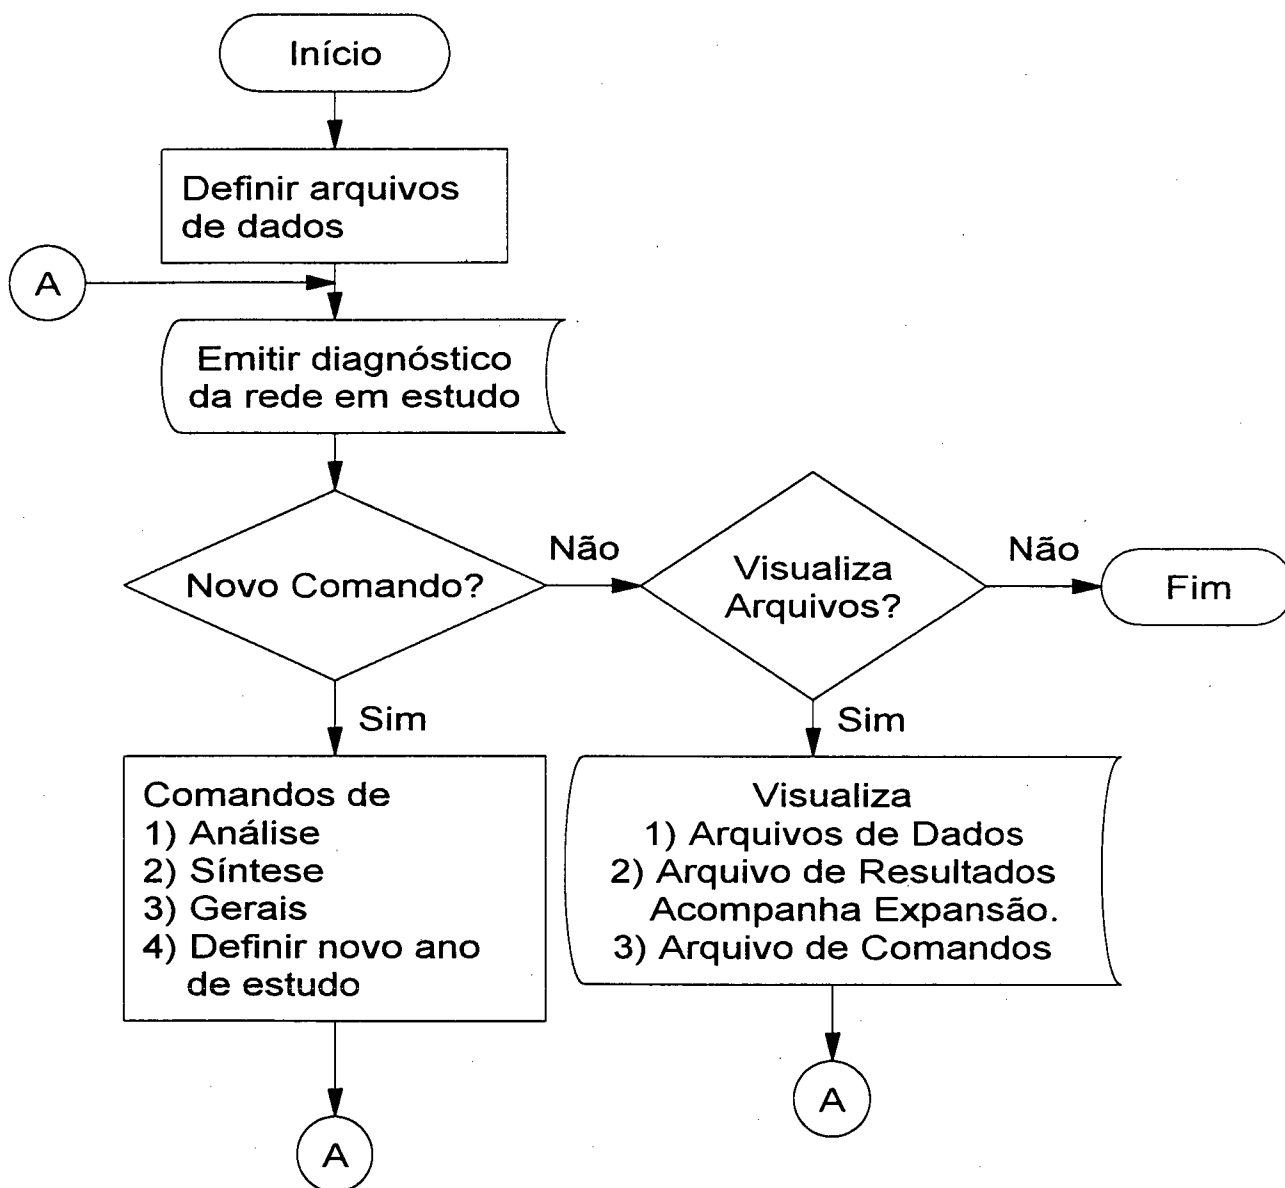 Início
Definir arquivos
de dados
A
Emitir diagnóstico
da rede em estudo
Novo Comando?
Não
Visualiza
Arquivos?
Não
Fim
Sim
Sim
Comandos de
1) Análise
2) Síntese
3) Gerais
4) Definir novo ano
de estudo
Visualiza
1) Arquivos de Dados
2) Arquivo de Resultados
Acompanha Expansão.
3) Arquivo de Comandos
A
A